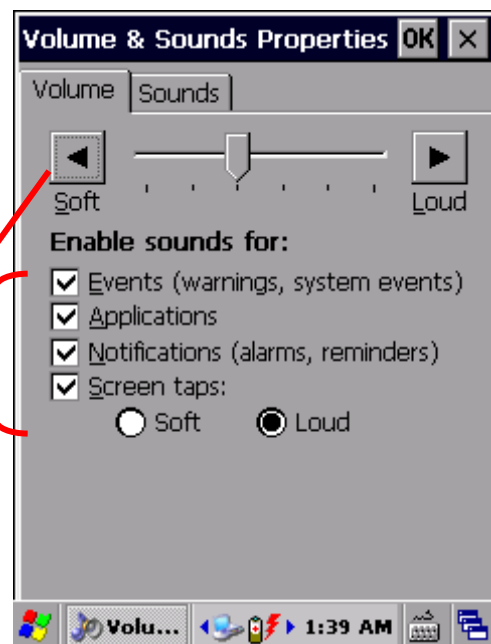 Volume & Sounds Properties OK ×
Volume Sounds
Soft Loud
Enable sounds for:
Events (warnings, system events)
Applications
Notifications (alarms, reminders)
Screen taps:
Soft Loud
Volu... 1:39 AM